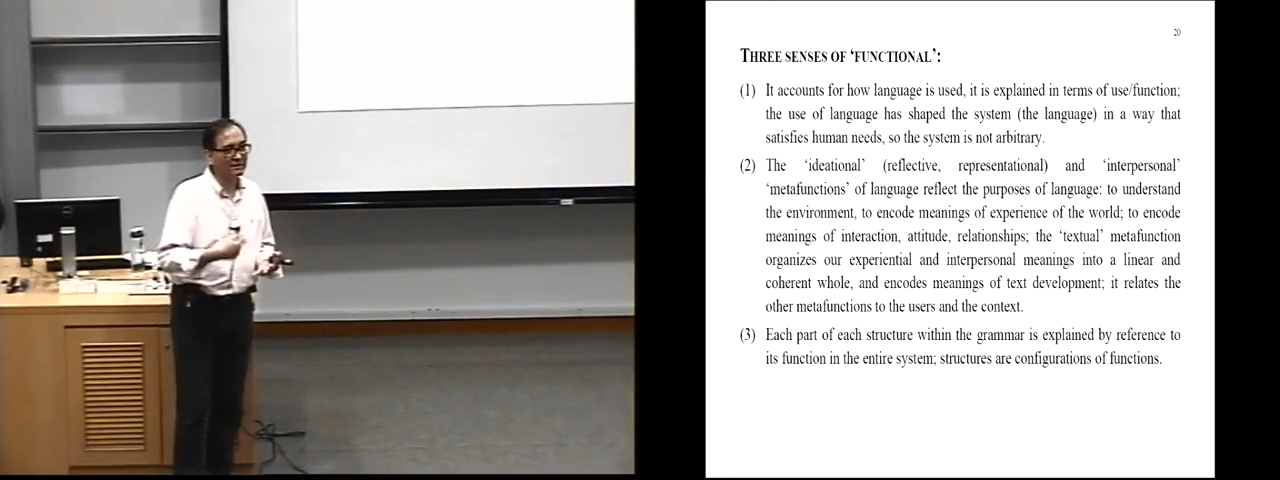 20
THREE SENSES OF ‘FUNCTIONAL’:
(1) It accounts for how language is used, it is explained in terms of use/function;
the use of language has shaped the system (the language) in a way that
satisfies human needs, so the system is not arbitrary.
(2) The ‘ideational’ (reflective, representational) and ‘interpersonal’
‘metafunctions’ of language reflect the purposes of language: to understand
the environment, to encode meanings of experience of the world; to encode
meanings of interaction, attitude, relationships; the ‘textual’ metafunction
organizes our experiential and interpersonal meanings into a linear and
coherent whole, and encodes meanings of text development; it relates the
other metafunctions to the users and the context.
(3) Each part of each structure within the grammar is explained by reference to
its function in the entire system; structures are configurations of functions.